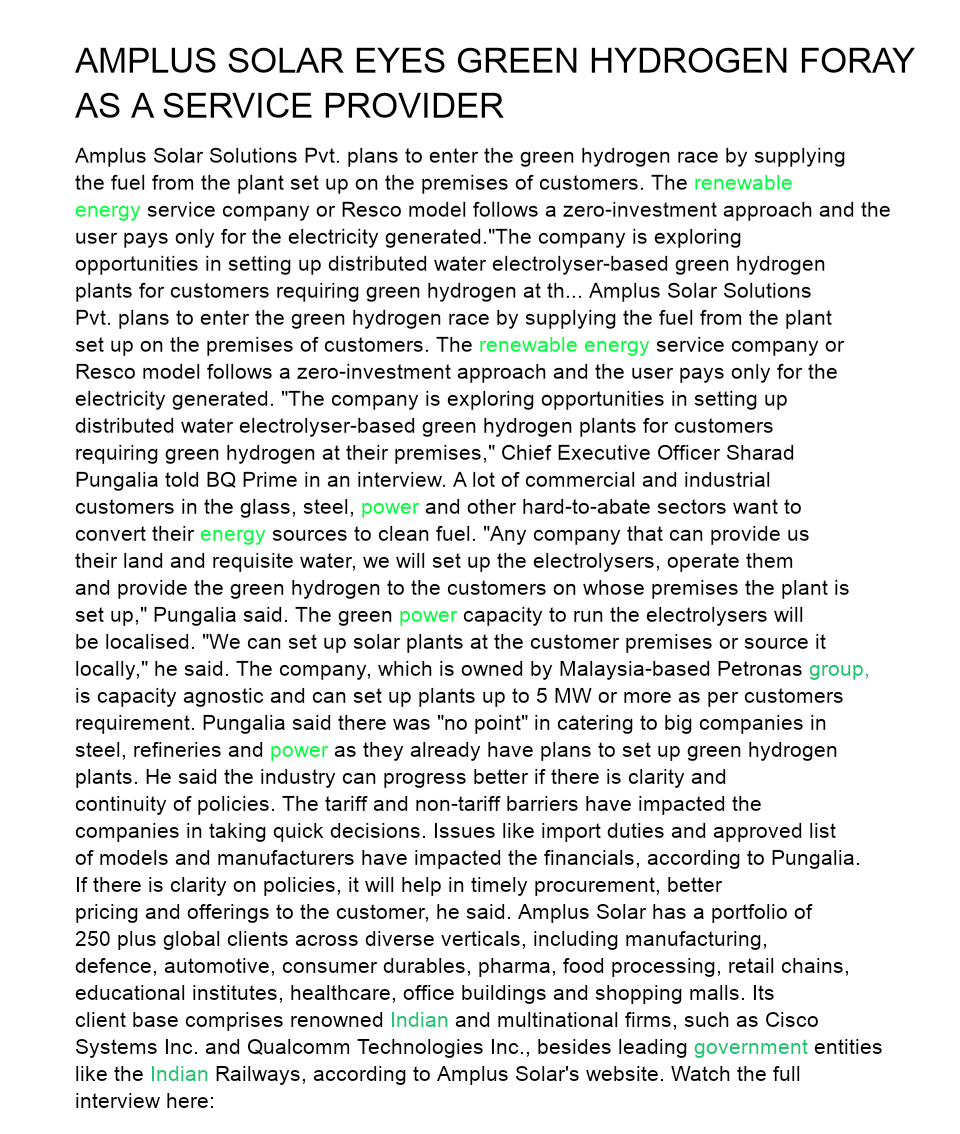 AMPLUS SOLAR EYES GREEN HYDROGEN FORAY
AS A SERVICE PROVIDER
Amplus Solar Solutions Pvt. plans to enter the green hydrogen race by supplying
the fuel from the plant set up on the premises of customers. The renewable
energy service company or Resco model follows a zero-investment approach and the
user pays only for the electricity generated."The company is exploring
opportunities in setting up distributed water electrolyser-based green hydrogen
plants for customers requiring green hydrogen at th... Amplus Solar Solutions
Pvt. plans to enter the green hydrogen race by supplying the fuel from the plant
set up on the premises of customers. The renewable energy service company or
Resco model follows a zero-investment approach and the user pays only for the
electricity generated. "The company is exploring opportunities in setting up
distributed water electrolyser-based green hydrogen plants for customers
requiring green hydrogen at their premises," Chief Executive Officer Sharad
Pungalia told BQ Prime in an interview. A lot of commercial and industrial
customers in the glass, steel, power and other hard-to-abate sectors want to
convert their energy sources to clean fuel. "Any company that can provide us
their land and requisite water, we will set up the electrolysers, operate them
and provide the green hydrogen to the customers on whose premises the plant is
set up," Pungalia said. The green power capacity to run the electrolysers will
be localised. "We can set up solar plants at the customer premises or source it
locally," he said. The company, which is owned by Malaysia-based Petronas group,
is capacity agnostic and can set up plants up to 5 MW or more as per customers
requirement. Pungalia said there was "no point" in catering to big companies in
steel, refineries and power as they already have plans to set up green hydrogen
plants. He said the industry can progress better if there is clarity and
continuity of policies. The tariff and non-tariff barriers have impacted the
companies in taking quick decisions. Issues like import duties and approved list
of models and manufacturers have impacted the financials, according to Pungalia.
If there is clarity on policies, it will help in timely procurement, better
pricing and offerings to the customer, he said. Amplus Solar has a portfolio of
250 plus global clients across diverse verticals, including manufacturing,
defence, automotive, consumer durables, pharma, food processing, retail chains,
educational institutes, healthcare, office buildings and shopping malls. Its
client base comprises renowned Indian and multinational firms, such as Cisco
Systems Inc. and Qualcomm Technologies Inc., besides leading government entities
like the Indian Railways, according to Amplus Solar's website. Watch the full
interview here: